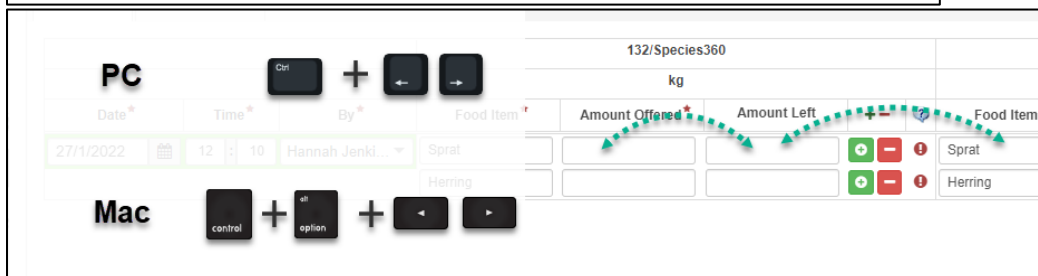 132/Species360
PC Ctrl + ← →
kg
Date* Time* By* Food Item* Amount Offered* Amount Left + − Food Item
27/1/2022 12 : 10 Hannah Jenki... Sprat Sprat
Herring Herring
Mac control + alt option + ◄ ►